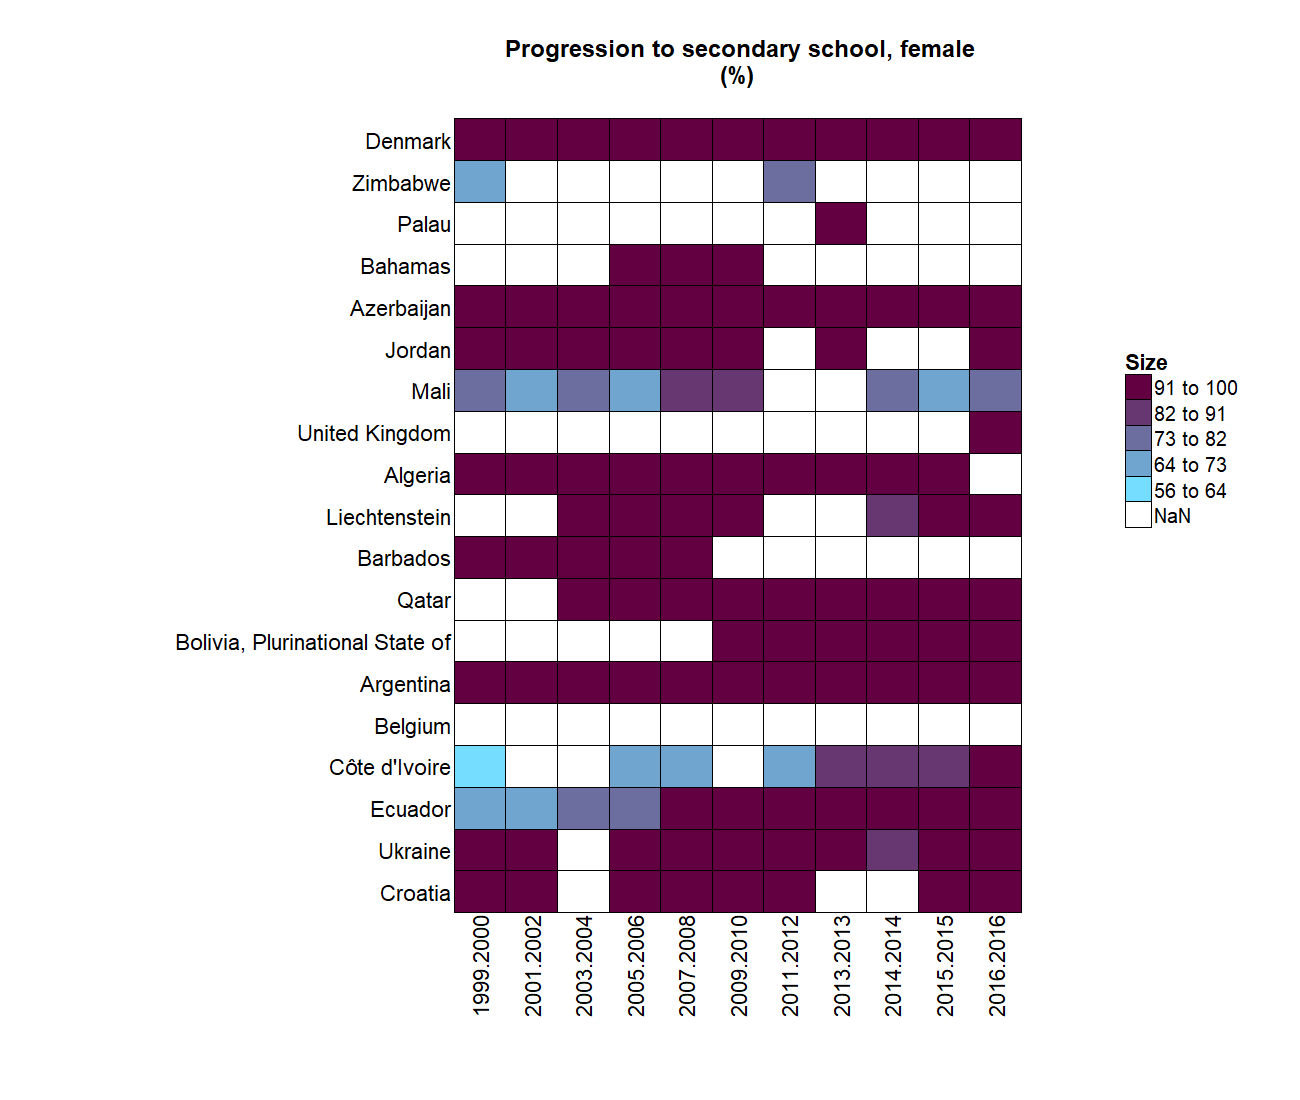 Progression to secondary school, female
(%)
Denmark
Zimbabwe
Palau
Bahamas
Azerbaijan
Jordan
Mali
United Kingdom
Algeria
Liechtenstein
Barbados
Qatar
Bolivia, Plurinational State of
Argentina
Belgium
Côte d'Ivoire
Ecuador
Ukraine
Croatia
1999.2000
2001.2002
2003.2004
2005.2006
2007.2008
2009.2010
2011.2012
2013.2013
2014.2014
2015.2015
2016.2016
Size
91 to 100
82 to 91
73 to 82
64 to 73
56 to 64
NaN